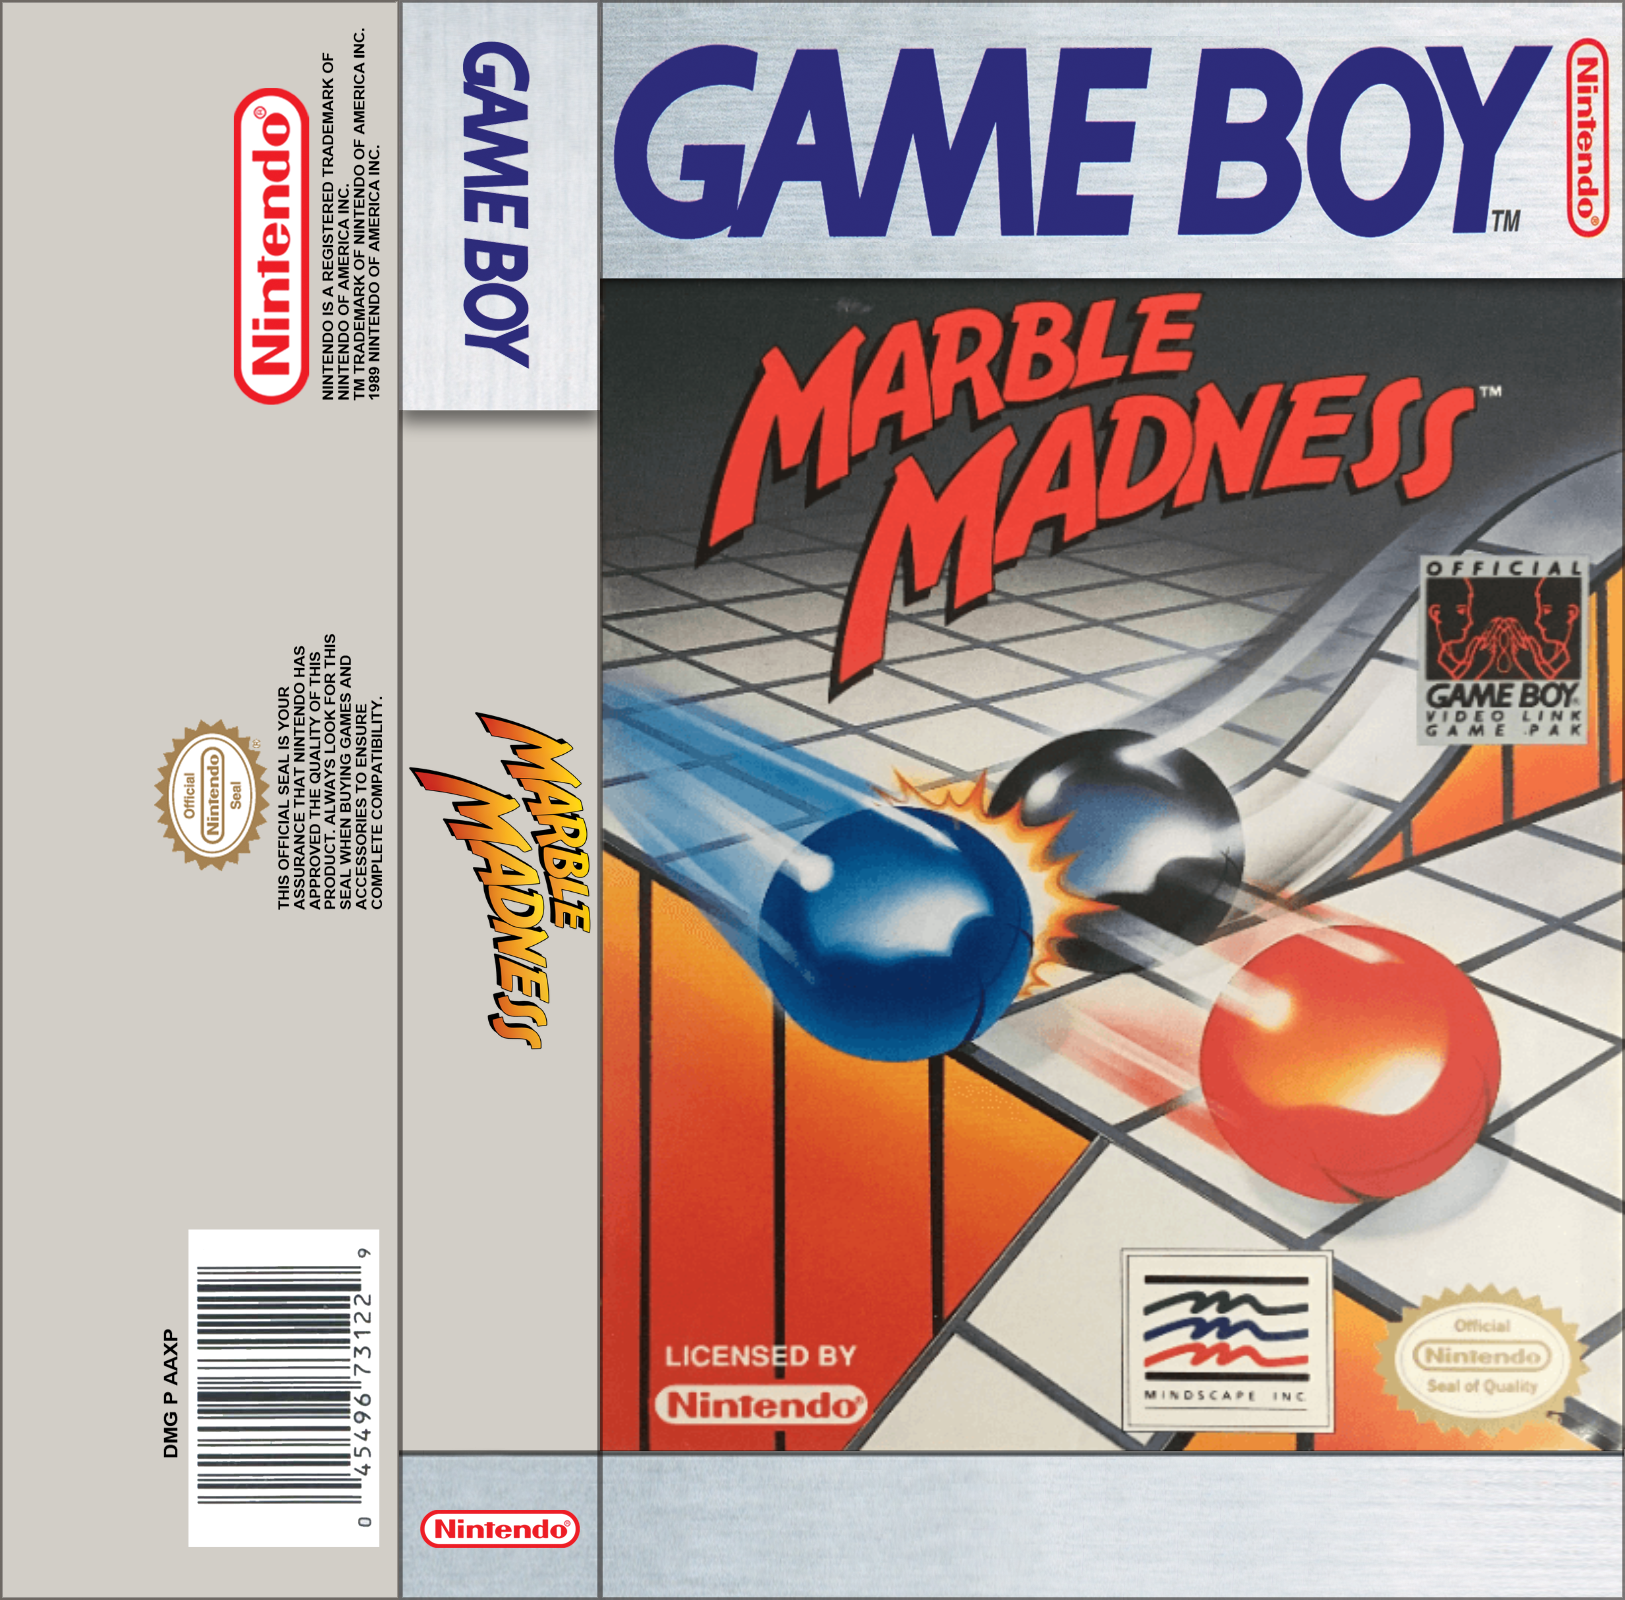 Nintendo®
NINTENDO IS A REGISTERED TRADEMARK OF
NINTENDO OF AMERICA INC.
TM TRADEMARK OF NINTENDO OF AMERICA INC.
1989 NINTENDO OF AMERICA INC.
Official
Nintendo
Seal
®
THIS OFFICIAL SEAL IS YOUR
ASSURANCE THAT NINTENDO HAS
APPROVED THE QUALITY OF THIS
PRODUCT. ALWAYS LOOK FOR THIS
SEAL WHEN BUYING GAMES AND
ACCESSORIES TO ENSURE
COMPLETE COMPATIBILITY.
DMG P AAXP
0 45496 73122 9
GAME BOY
MARBLE
MADNESS
Nintendo®
GAME BOY™
Nintendo®
MARBLE
MADNESS™
OFFICIAL
GAME BOY®
VIDEO LINK
GAME PAK
LICENSED BY
Nintendo®
MINDSCAPE INC.
Official
Nintendo
Seal of Quality